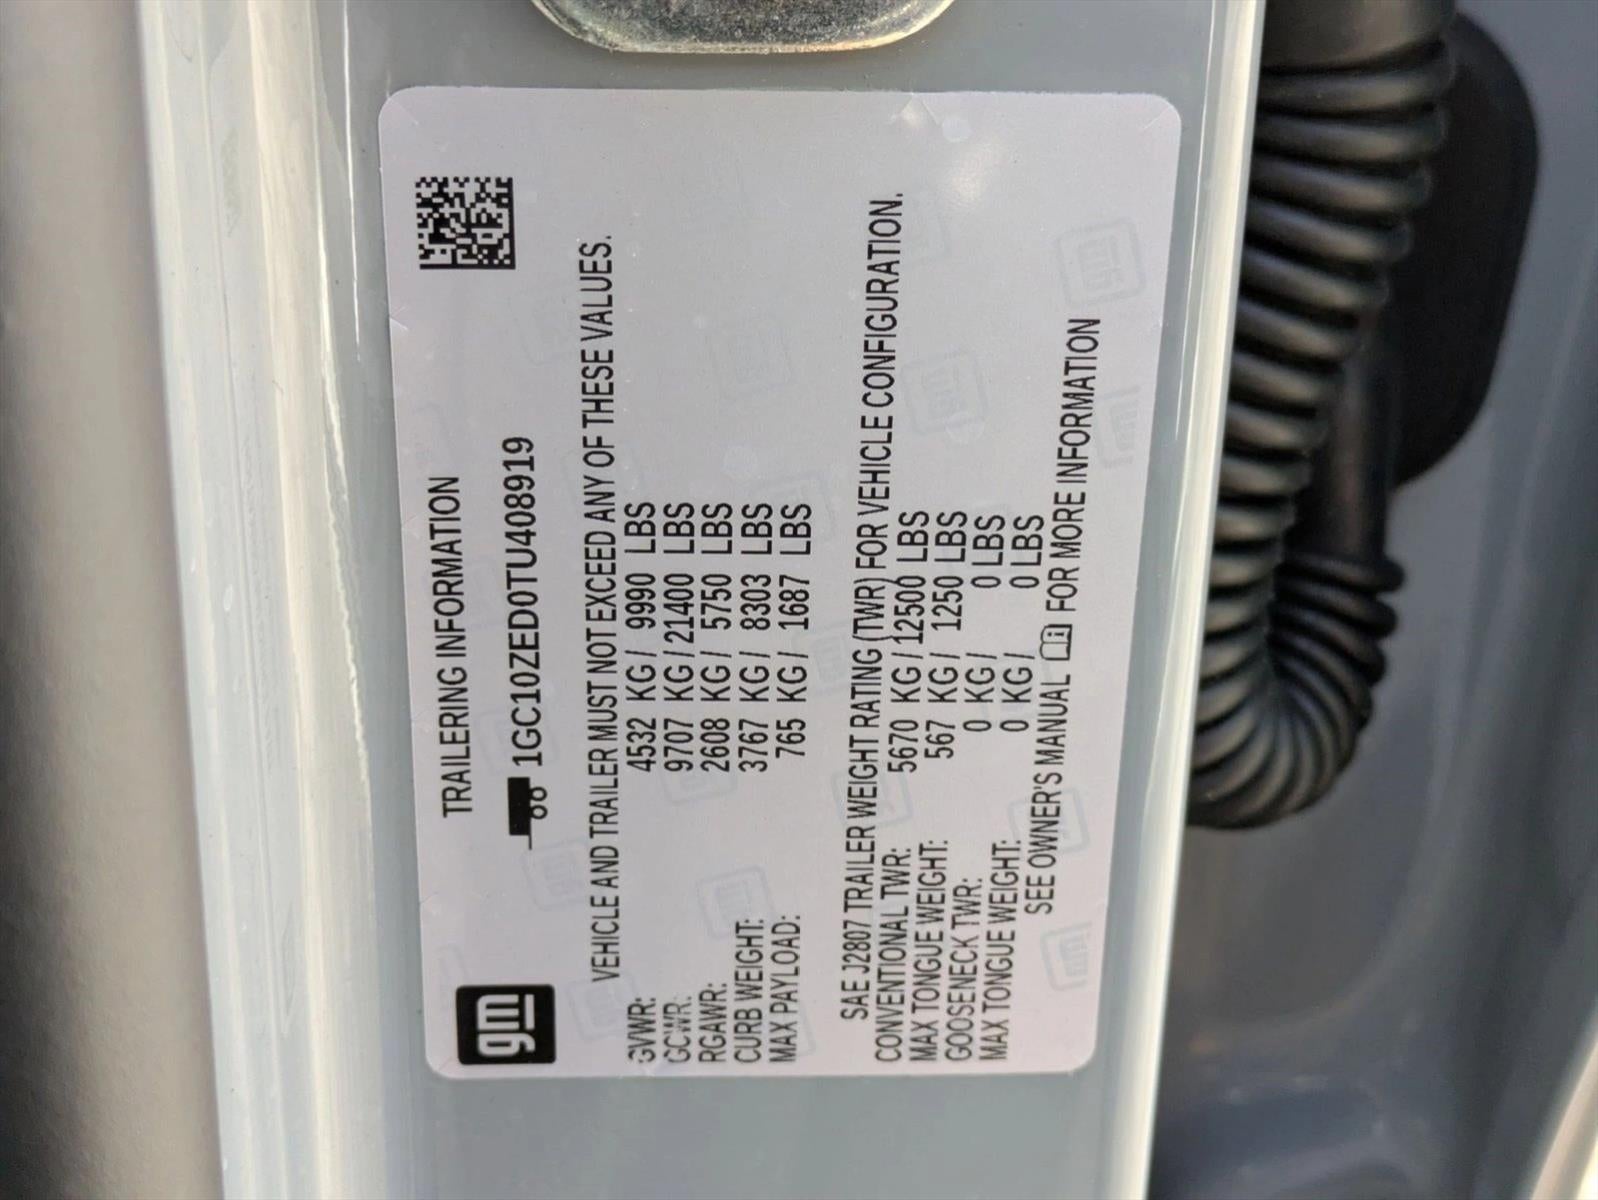 gm
TRAILERING INFORMATION
1GC10ZED0TU408919
VEHICLE AND TRAILER MUST NOT EXCEED ANY OF THESE VALUES.
GVWR: 4532 KG / 9990 LBS
GCWR: 9707 KG / 21400 LBS
RGAWR: 2608 KG / 5750 LBS
CURB WEIGHT: 3767 KG / 8303 LBS
MAX PAYLOAD: 765 KG / 1687 LBS
SAE J2807 TRAILER WEIGHT RATING (TWR) FOR VEHICLE CONFIGURATION.
CONVENTIONAL TWR: 5670 KG / 12500 LBS
MAX TONGUE WEIGHT: 567 KG / 1250 LBS
GOOSENECK TWR: 0 KG / 0 LBS
MAX TONGUE WEIGHT: 0 KG / 0 LBS
SEE OWNER'S MANUAL FOR MORE INFORMATION